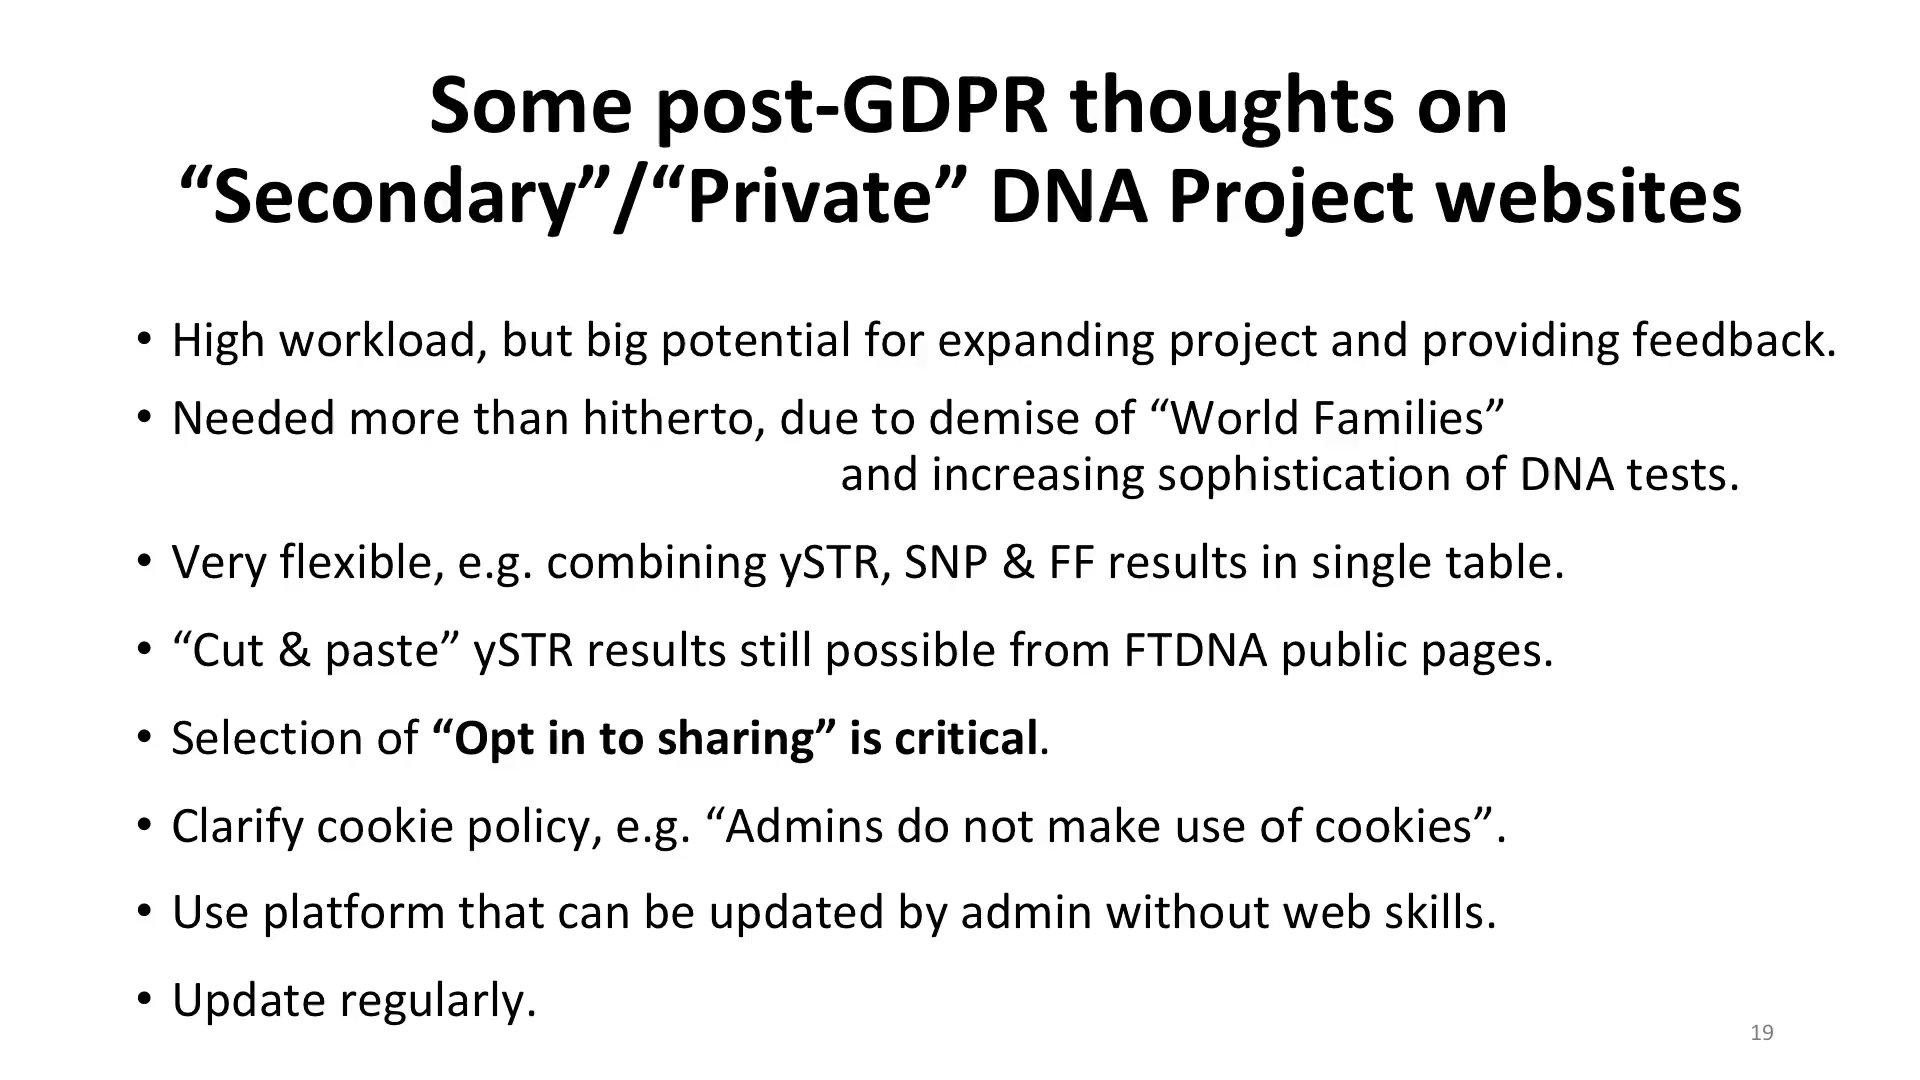 Some post-GDPR thoughts on
“Secondary”/“Private” DNA Project websites
• High workload, but big potential for expanding project and providing feedback.
• Needed more than hitherto, due to demise of “World Families”
and increasing sophistication of DNA tests.
• Very flexible, e.g. combining ySTR, SNP & FF results in single table.
• “Cut & paste” ySTR results still possible from FTDNA public pages.
• Selection of “Opt in to sharing” is critical.
• Clarify cookie policy, e.g. “Admins do not make use of cookies”.
• Use platform that can be updated by admin without web skills.
• Update regularly.
19